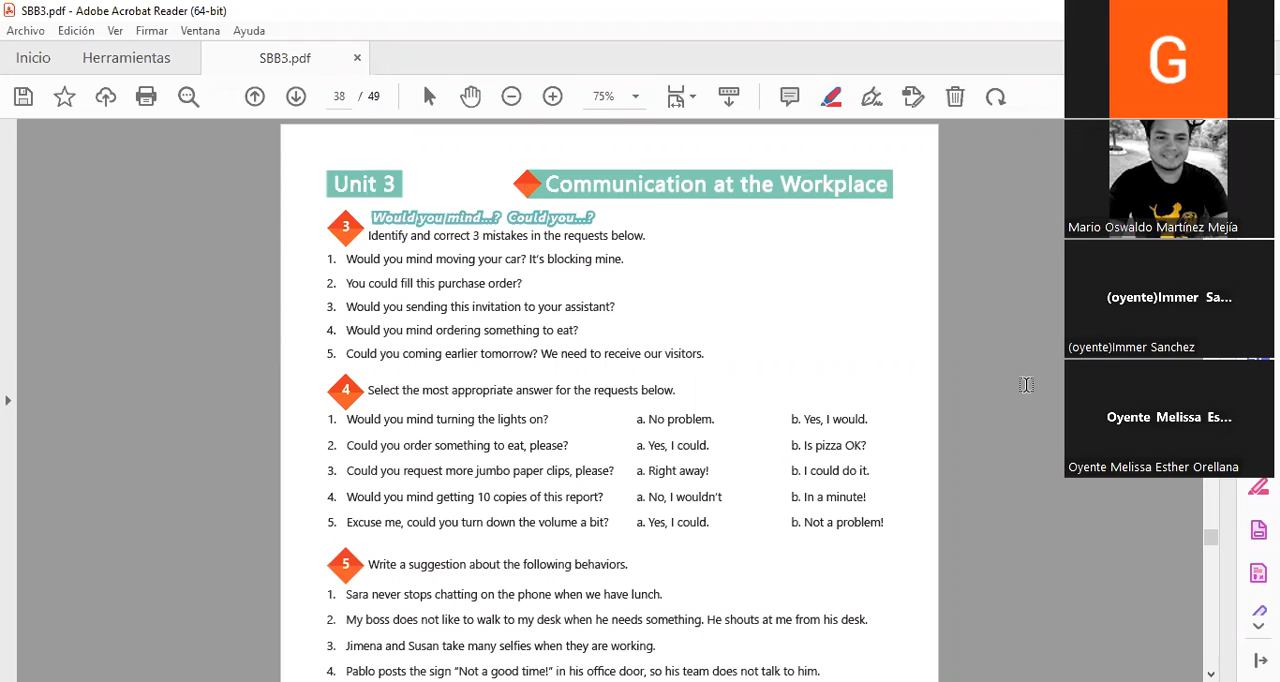 SBB3.pdf - Adobe Acrobat Reader (64-bit)
Archivo Edición Ver Firmar Ventana Ayuda
Inicio Herramientas SBB3.pdf ×
38 / 49 75%
Unit 3 Communication at the Workplace
3 Would you mind...? Could you...?
Identify and correct 3 mistakes in the requests below.
1. Would you mind moving your car? It's blocking mine.
2. You could fill this purchase order?
3. Would you sending this invitation to your assistant?
4. Would you mind ordering something to eat?
5. Could you coming earlier tomorrow? We need to receive our visitors.
4 Select the most appropriate answer for the requests below.
1. Would you mind turning the lights on? a. No problem. b. Yes, I would.
2. Could you order something to eat, please? a. Yes, I could. b. Is pizza OK?
3. Could you request more jumbo paper clips, please? a. Right away! b. I could do it.
4. Would you mind getting 10 copies of this report? a. No, I wouldn't b. In a minute!
5. Excuse me, could you turn down the volume a bit? a. Yes, I could. b. Not a problem!
5 Write a suggestion about the following behaviors.
1. Sara never stops chatting on the phone when we have lunch.
2. My boss does not like to walk to my desk when he needs something. He shouts at me from his desk.
3. Jimena and Susan take many selfies when they are working.
4. Pablo posts the sign "Not a good time!" in his office door, so his team does not talk to him.
G
Mario Oswaldo Martínez Mejía
(oyente)Immer Sa...
(oyente)Immer Sanchez
Oyente Melissa Es...
Oyente Melissa Esther Orellana